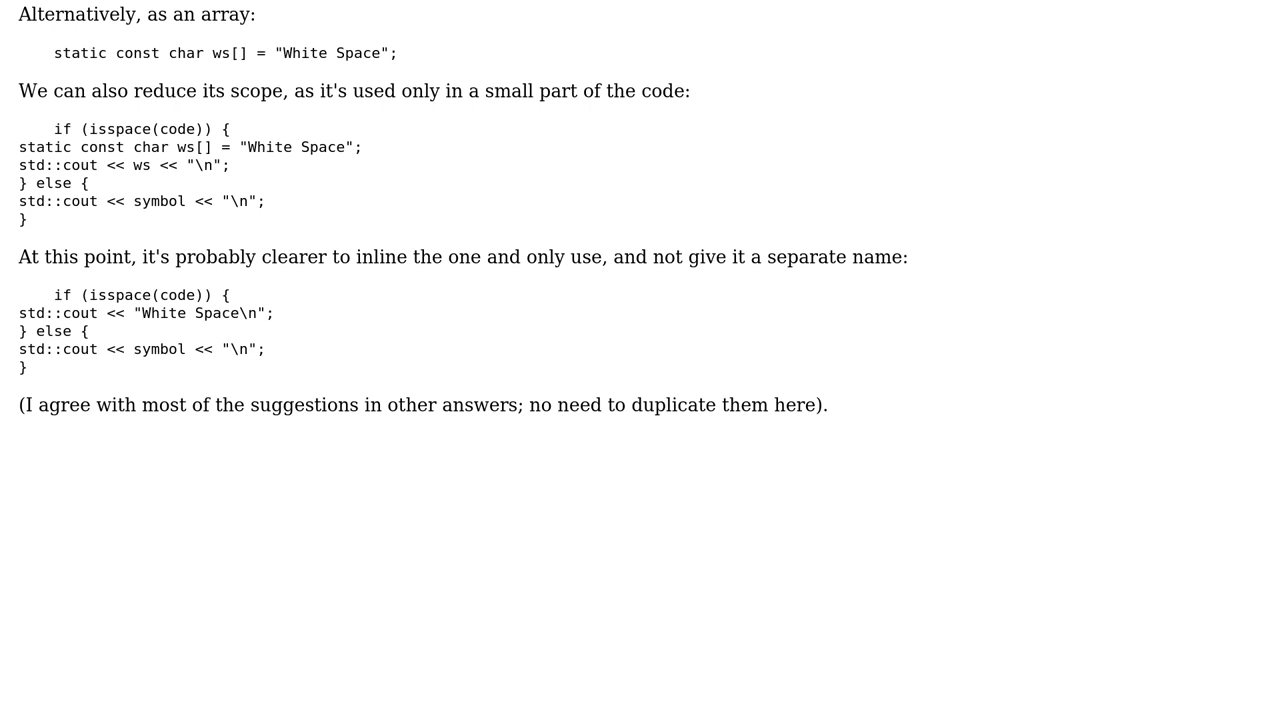 Alternatively, as an array:
    static const char ws[] = "White Space";
We can also reduce its scope, as it's used only in a small part of the code:
    if (isspace(code)) {
static const char ws[] = "White Space";
std::cout << ws << "\n";
} else {
std::cout << symbol << "\n";
}
At this point, it's probably clearer to inline the one and only use, and not give it a separate name:
    if (isspace(code)) {
std::cout << "White Space\n";
} else {
std::cout << symbol << "\n";
}
(I agree with most of the suggestions in other answers; no need to duplicate them here).